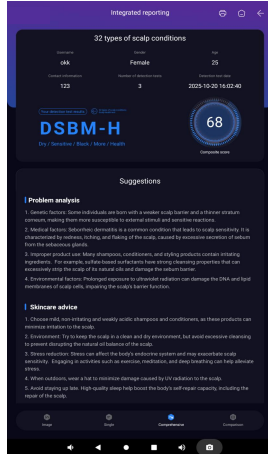 Integrated reporting
32 types of scalp conditions
Username
Gender
Age
okk
Female
25
Contact information
Number of detection tests
Detection test date
123
3
2025-10-20 16:02:40
Your detection test results
DSBM-H
Dry / Sensitive / Black / More / Health
68
Composite score
Suggestions
Problem analysis
1. Genetic factors: Some individuals are born with a weaker scalp barrier and a thinner stratum
corneum, making them more susceptible to external stimuli and sensitive reactions.
2. Medical factors: Seborrheic dermatitis is a common condition that leads to scalp sensitivity. It is
characterized by redness, itching, and flaking of the scalp, caused by excessive secretion of sebum
from the sebaceous glands.
3. Improper product use: Many shampoos, conditioners, and styling products contain irritating
ingredients. For example, sulfate-based surfactants have strong cleansing properties that can
excessively strip the scalp of its natural oils and damage the sebum barrier.
4. Environmental factors: Prolonged exposure to ultraviolet radiation can damage the DNA and lipid
membranes of scalp cells, impairing the scalp's barrier function.
Skincare advice
1. Choose mild, non-irritating and weakly acidic shampoos and conditioners, as these products can
minimize irritation to the scalp.
2. Environment: Try to keep the scalp in a clean and dry environment, but avoid excessive cleansing
to prevent disrupting the natural oil balance of the scalp.
3. Stress reduction: Stress can affect the body's endocrine system and may exacerbate scalp
sensitivity. Engaging in activities such as exercise, meditation, and deep breathing can help alleviate
stress.
4. When outdoors, wear a hat to minimize damage caused by UV radiation to the scalp.
5. Avoid staying up late. High-quality sleep help boost the body's self-repair capacity, including the
repair of the scalp.
Image
Single
Comprehensive
Comparison